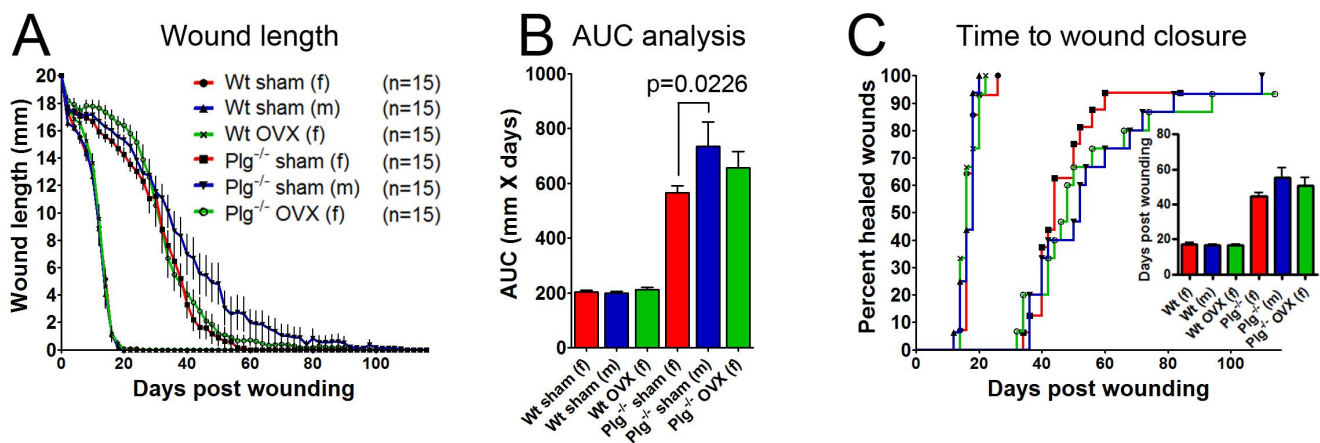 A Wound length
Wound length (mm)
20
18
16
14
12
10
8
6
4
2
0
0 20 40 60 80 100
Days post wounding
Wt sham (f) (n=15)
Wt sham (m) (n=15)
Wt OVX (f) (n=15)
Plg-/- sham (f) (n=15)
Plg-/- sham (m) (n=15)
Plg-/- OVX (f) (n=15)
B AUC analysis
AUC (mm X days)
1000
800
600
400
200
0
p=0.0226
Wt sham (f)
Wt sham (m)
Wt OVX (f)
Plg-/- sham (f)
Plg-/- sham (m)
Plg-/- OVX (f)
C Time to wound closure
Percent healed wounds
100
90
80
70
60
50
40
30
20
10
0
0 20 40 60 80 100
Days post wounding
Days post wounding
80
60
40
20
0
Wt (f)
Wt (m)
Wt OVX (f)
Plg-/- (f)
Plg-/- (m)
Plg-/- OVX (f)